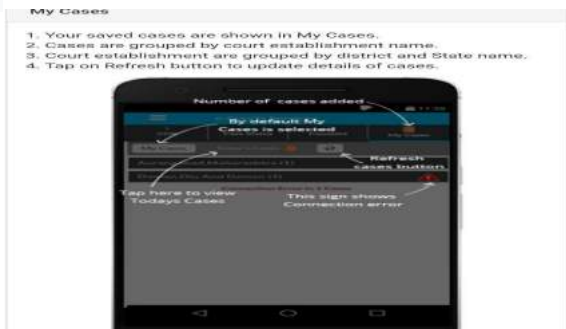 My Cases
1. Your saved cases are shown in My Cases.
2. Cases are grouped by court establishment name.
3. Court establishment are grouped by district and State name.
4. Tap on Refresh button to update details of cases.
Number of cases added
By default My
Cases is selected
My Cases
Refresh
cases button
Tap here to view
Todays Cases
This sign shows
Connection error